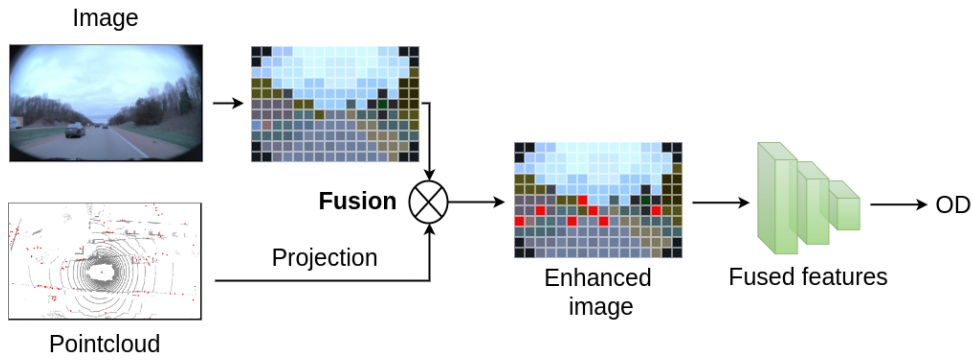 Image
Fusion
Projection
Pointcloud
Enhanced
image
Fused features
OD